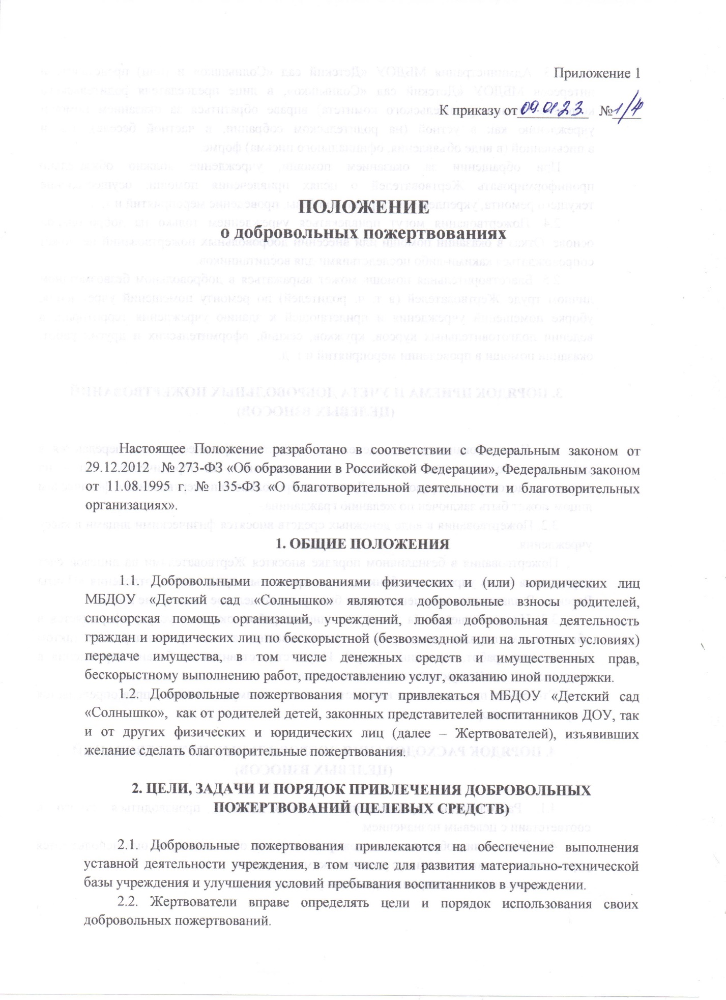 Приложение 1
К приказу от 09.01.23. № 1/4
ПОЛОЖЕНИЕ
о добровольных пожертвованиях
Настоящее Положение разработано в соответствии с Федеральным законом от
29.12.2012 № 273-ФЗ «Об образовании в Российской Федерации», Федеральным законом
от 11.08.1995 г. № 135-ФЗ «О благотворительной деятельности и благотворительных
организациях».
1. ОБЩИЕ ПОЛОЖЕНИЯ
1.1. Добровольными пожертвованиями физических и (или) юридических лиц
МБДОУ «Детский сад «Солнышко» являются добровольные взносы родителей,
спонсорская помощь организаций, учреждений, любая добровольная деятельность
граждан и юридических лиц по бескорыстной (безвозмездной или на льготных условиях)
передаче имущества, в том числе денежных средств и имущественных прав,
бескорыстному выполнению работ, предоставлению услуг, оказанию иной поддержки.
1.2. Добровольные пожертвования могут привлекаться МБДОУ «Детский сад
«Солнышко», как от родителей детей, законных представителей воспитанников ДОУ, так
и от других физических и юридических лиц (далее – Жертвователей), изъявивших
желание сделать благотворительные пожертвования.
2. ЦЕЛИ, ЗАДАЧИ И ПОРЯДОК ПРИВЛЕЧЕНИЯ ДОБРОВОЛЬНЫХ
ПОЖЕРТВОВАНИЙ (ЦЕЛЕВЫХ СРЕДСТВ)
2.1. Добровольные пожертвования привлекаются на обеспечение выполнения
уставной деятельности учреждения, в том числе для развития материально-технической
базы учреждения и улучшения условий пребывания воспитанников в учреждении.
2.2. Жертвователи вправе определять цели и порядок использования своих
добровольных пожертвований.